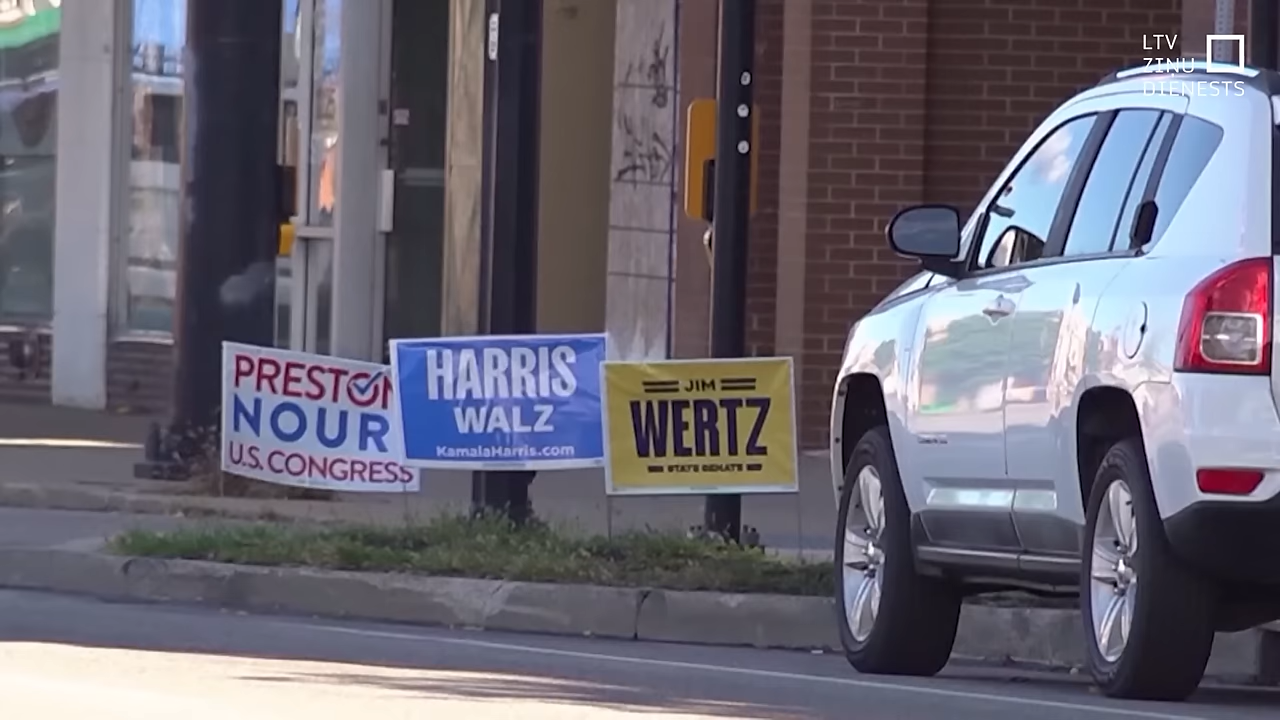 LTV
ZIŅU
DIENESTS
PRESTON
NOUR
U.S. CONGRESS
HARRIS
WALZ
KamalaHarris.com
JIM
WERTZ
STATE SENATE